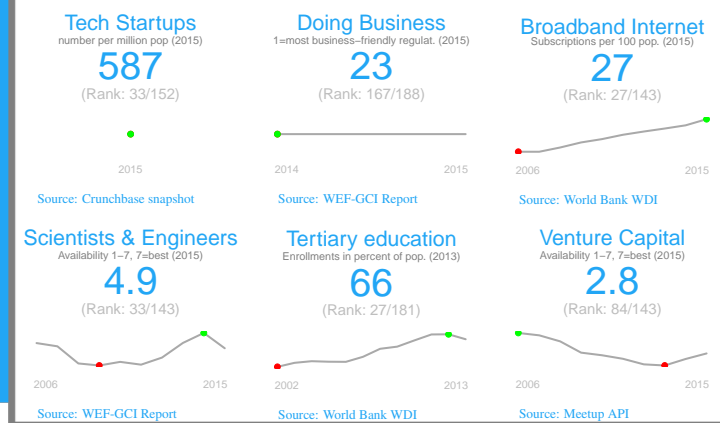 Tech Startups
number per million pop (2015)
587
(Rank: 33/152)
2015
Source: Crunchbase snapshot
Doing Business
1=most business−friendly regulat. (2015)
23
(Rank: 167/188)
2014 2015
Source: WEF-GCI Report
Broadband Internet
Subscriptions per 100 pop. (2015)
27
(Rank: 27/143)
2006 2015
Source: World Bank WDI
Scientists & Engineers
Availability 1−7, 7=best (2015)
4.9
(Rank: 33/143)
2006 2015
Source: WEF-GCI Report
Tertiary education
Enrollments in percent of pop. (2013)
66
(Rank: 27/181)
2002 2013
Source: World Bank WDI
Venture Capital
Availability 1−7, 7=best (2015)
2.8
(Rank: 84/143)
2006 2015
Source: Meetup API